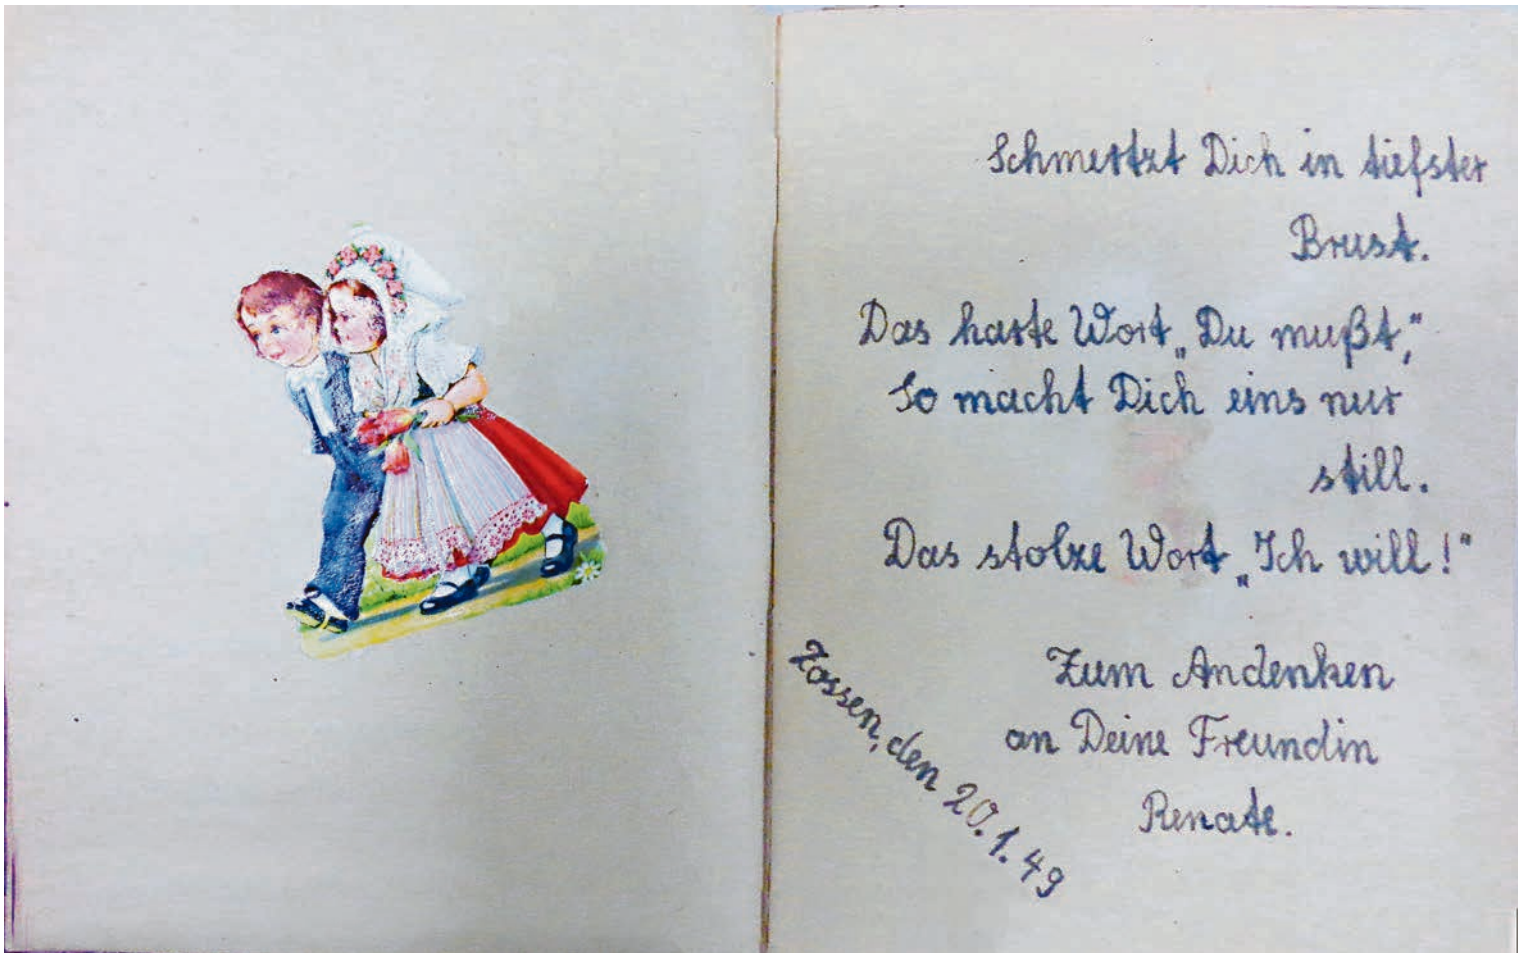 Schmertzt Dich in tiefster
Brust.
Das harte Wort „Du mußt,“
So macht Dich eins nur
still.
Das stolze Wort „Ich will!“
Zum Andenken
an Deine Freundin
Renate.
Zossen, den 20.1.49